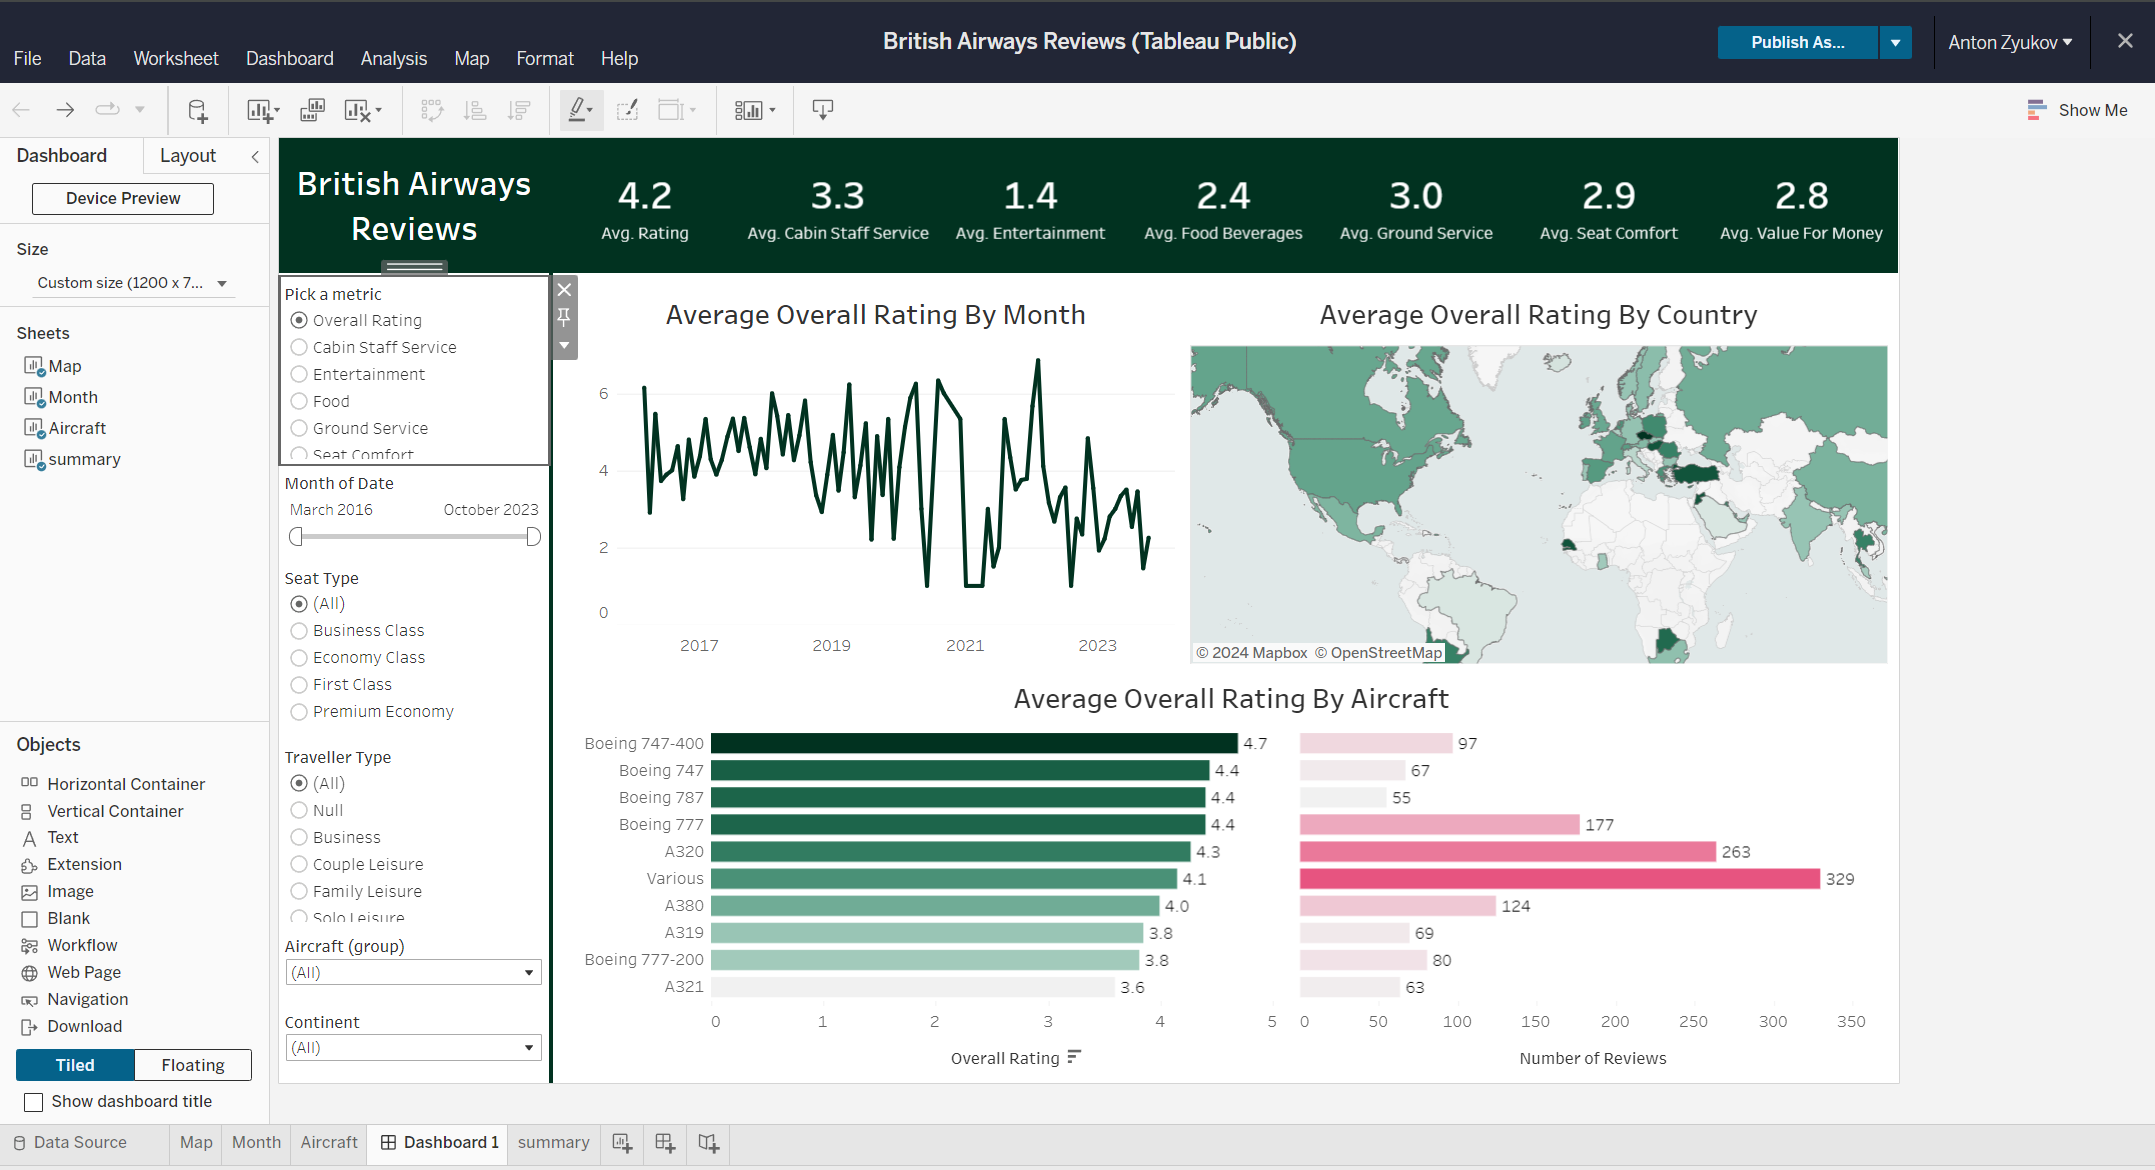 British Airways Reviews (Tableau Public)
Publish As...
Anton Zyukov
File Data Worksheet Dashboard Analysis Map Format Help
Show Me
Dashboard
Layout
Device Preview
Size
Custom size (1200 x 7...
Sheets
Map
Month
Aircraft
summary
Objects
Horizontal Container
Vertical Container
Text
Extension
Image
Blank
Workflow
Web Page
Navigation
Download
Tiled
Floating
Show dashboard title
British Airways
Reviews
4.2
Avg. Rating
3.3
Avg. Cabin Staff Service
1.4
Avg. Entertainment
2.4
Avg. Food Beverages
3.0
Avg. Ground Service
2.9
Avg. Seat Comfort
2.8
Avg. Value For Money
Pick a metric
Overall Rating
Cabin Staff Service
Entertainment
Food
Ground Service
Seat Comfort
Month of Date
March 2016
October 2023
Seat Type
(All)
Business Class
Economy Class
First Class
Premium Economy
Traveller Type
(All)
Null
Business
Couple Leisure
Family Leisure
Solo Leisure
Aircraft (group)
(All)
Continent
(All)
Average Overall Rating By Month
6
4
2
0
2017 2019 2021 2023
Average Overall Rating By Country
© 2024 Mapbox © OpenStreetMap
Average Overall Rating By Aircraft
Boeing 747-400 4.7 97
Boeing 747 4.4 67
Boeing 787 4.4 55
Boeing 777 4.4 177
A320 4.3 263
Various 4.1 329
A380 4.0 124
A319 3.8 69
Boeing 777-200 3.8 80
A321 3.6 63
0 1 2 3 4 5
0 50 100 150 200 250 300 350
Overall Rating
Number of Reviews
Data Source
Map
Month
Aircraft
Dashboard 1
summary